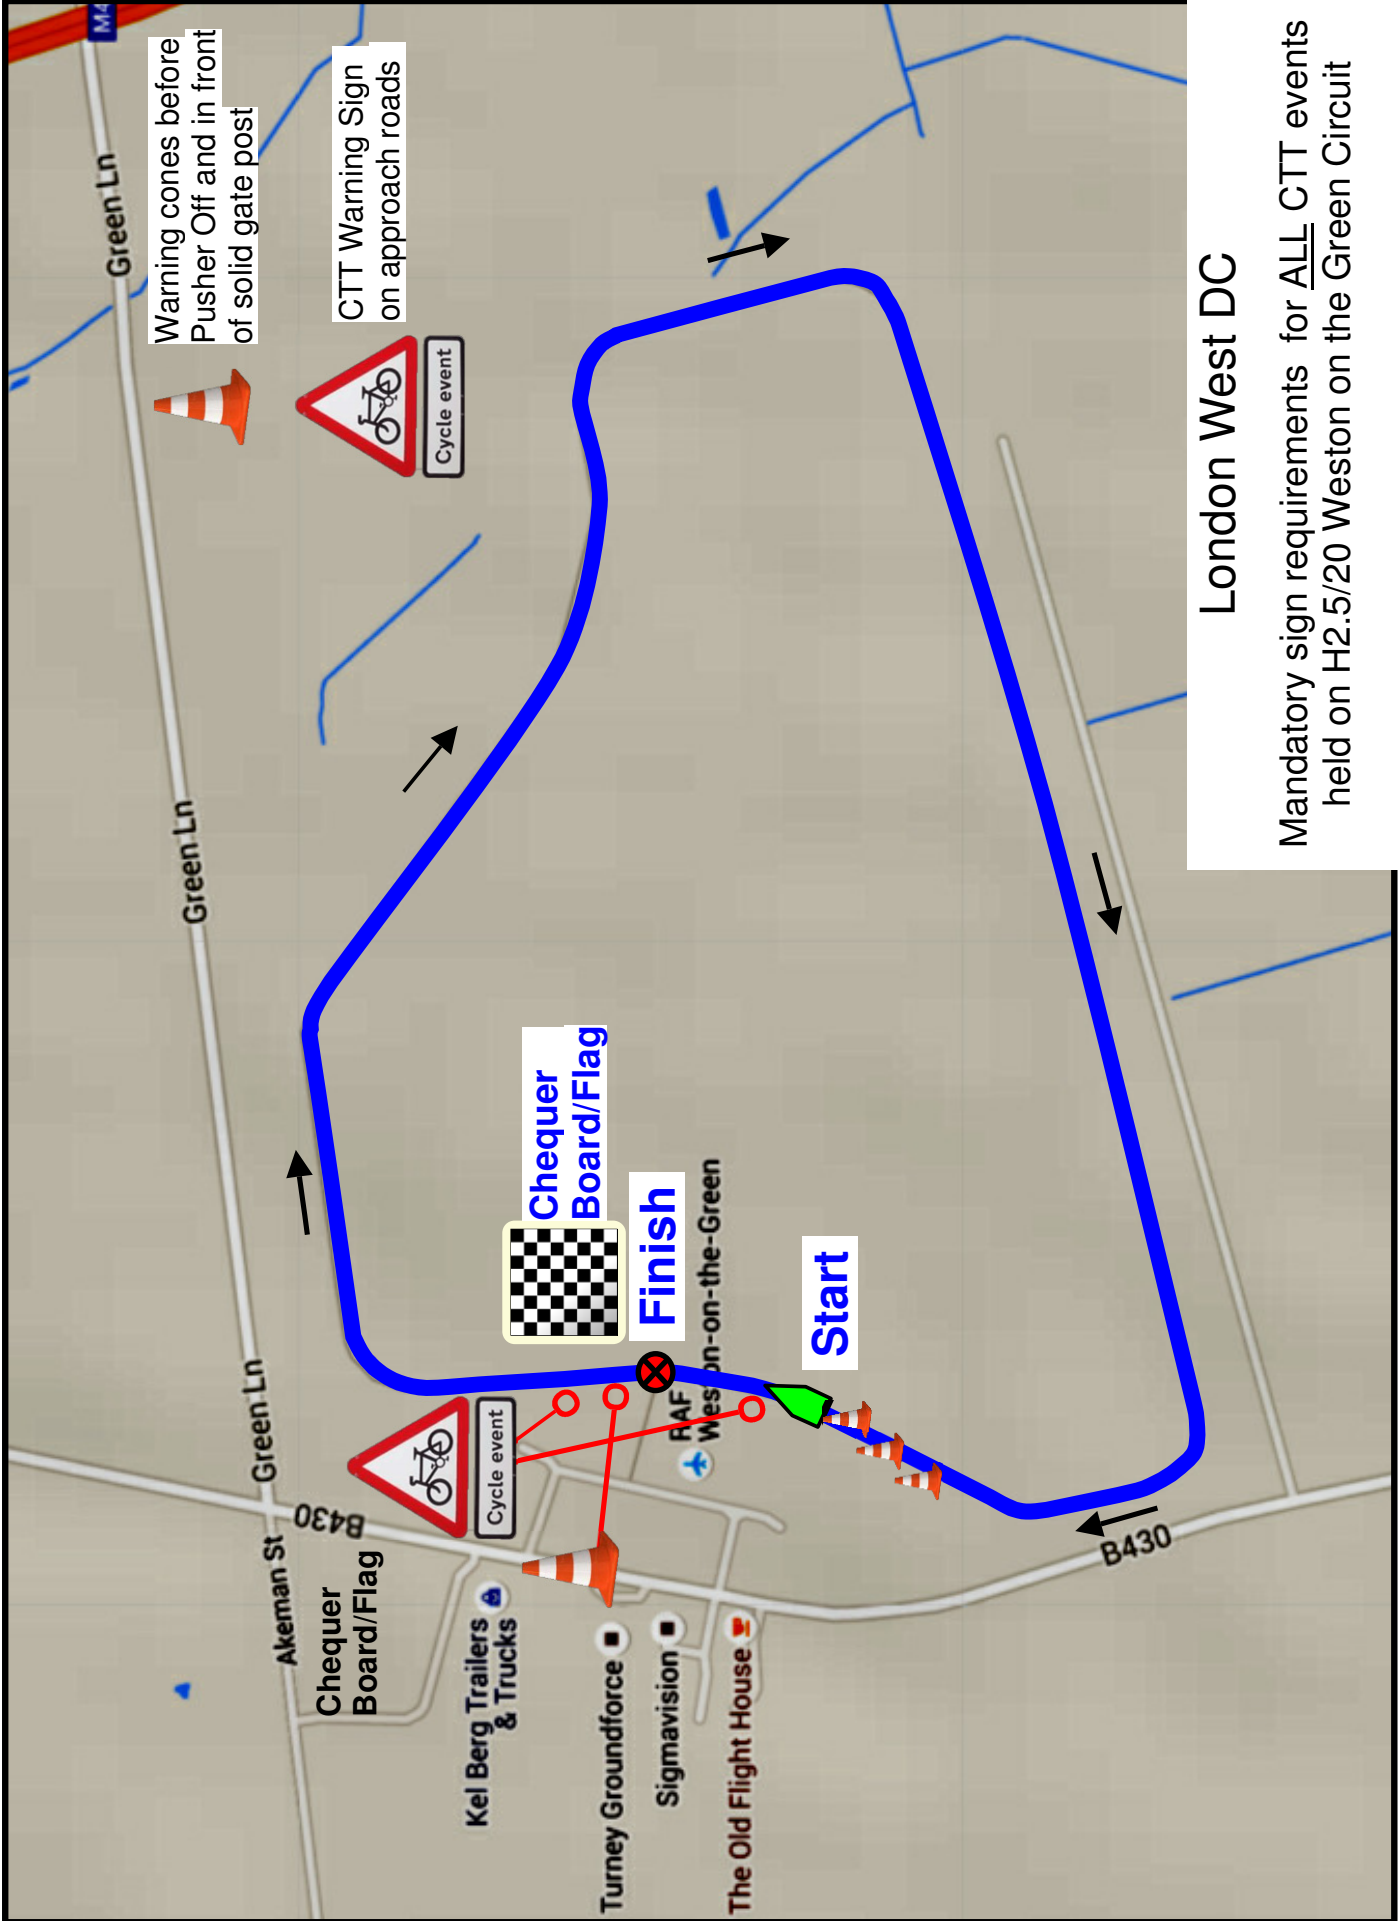 M4
Green Ln
Warning cones before
Pusher Off and in front
of solid gate post
CTT Warning Sign
on approach roads
Cycle event
Green Ln
Green Ln
Akeman St
B430
Chequer
Board/Flag
Cycle event
Chequer
Board/Flag
Finish
RAF
Weston-on-the-Green
Start
Kel Berg Trailers
& Trucks
Turney Groundforce
Sigmavision
The Old Flight House
B430
London West DC
Mandatory sign requirements for ALL CTT events
held on H2.5/20 Weston on the Green Circuit